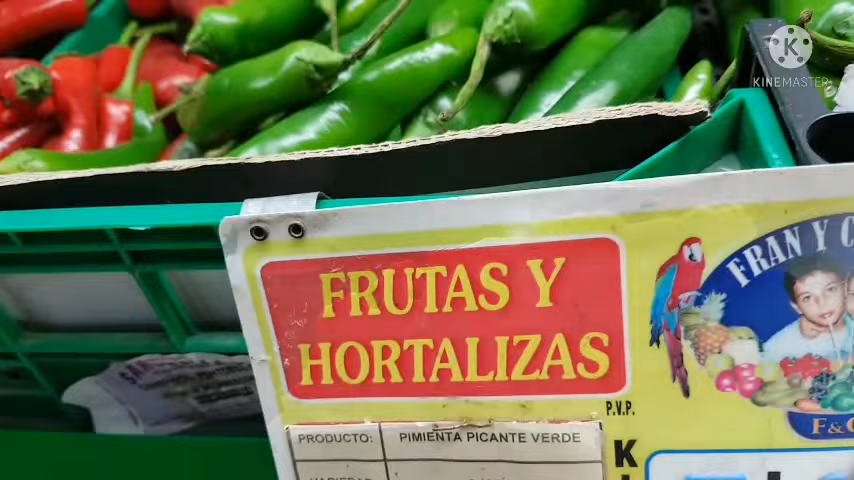 KINEMASTER
FRUTAS Y
HORTALIZAS
FRAN Y C
P.V.P.
PRODUCTO: PIMIENTA PICANTE VERDE
K